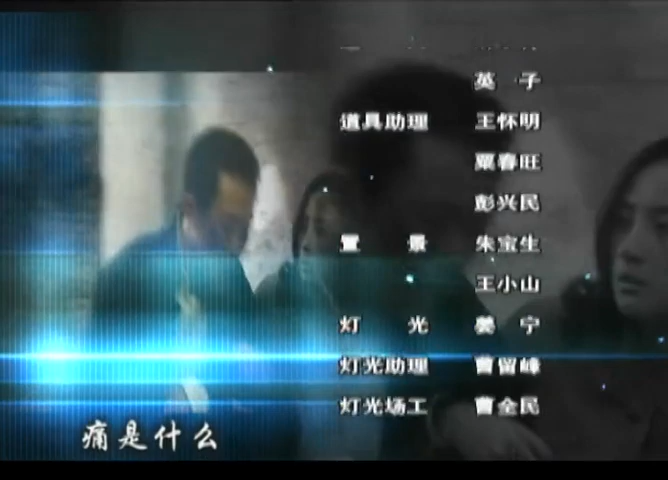 英 子
道具助理 王怀明
粟春旺
彭兴民
置 景 朱宝生
王小山
灯 光 姜 宁
灯光助理 曹留峰
灯光场工 曹全民
痛是什么